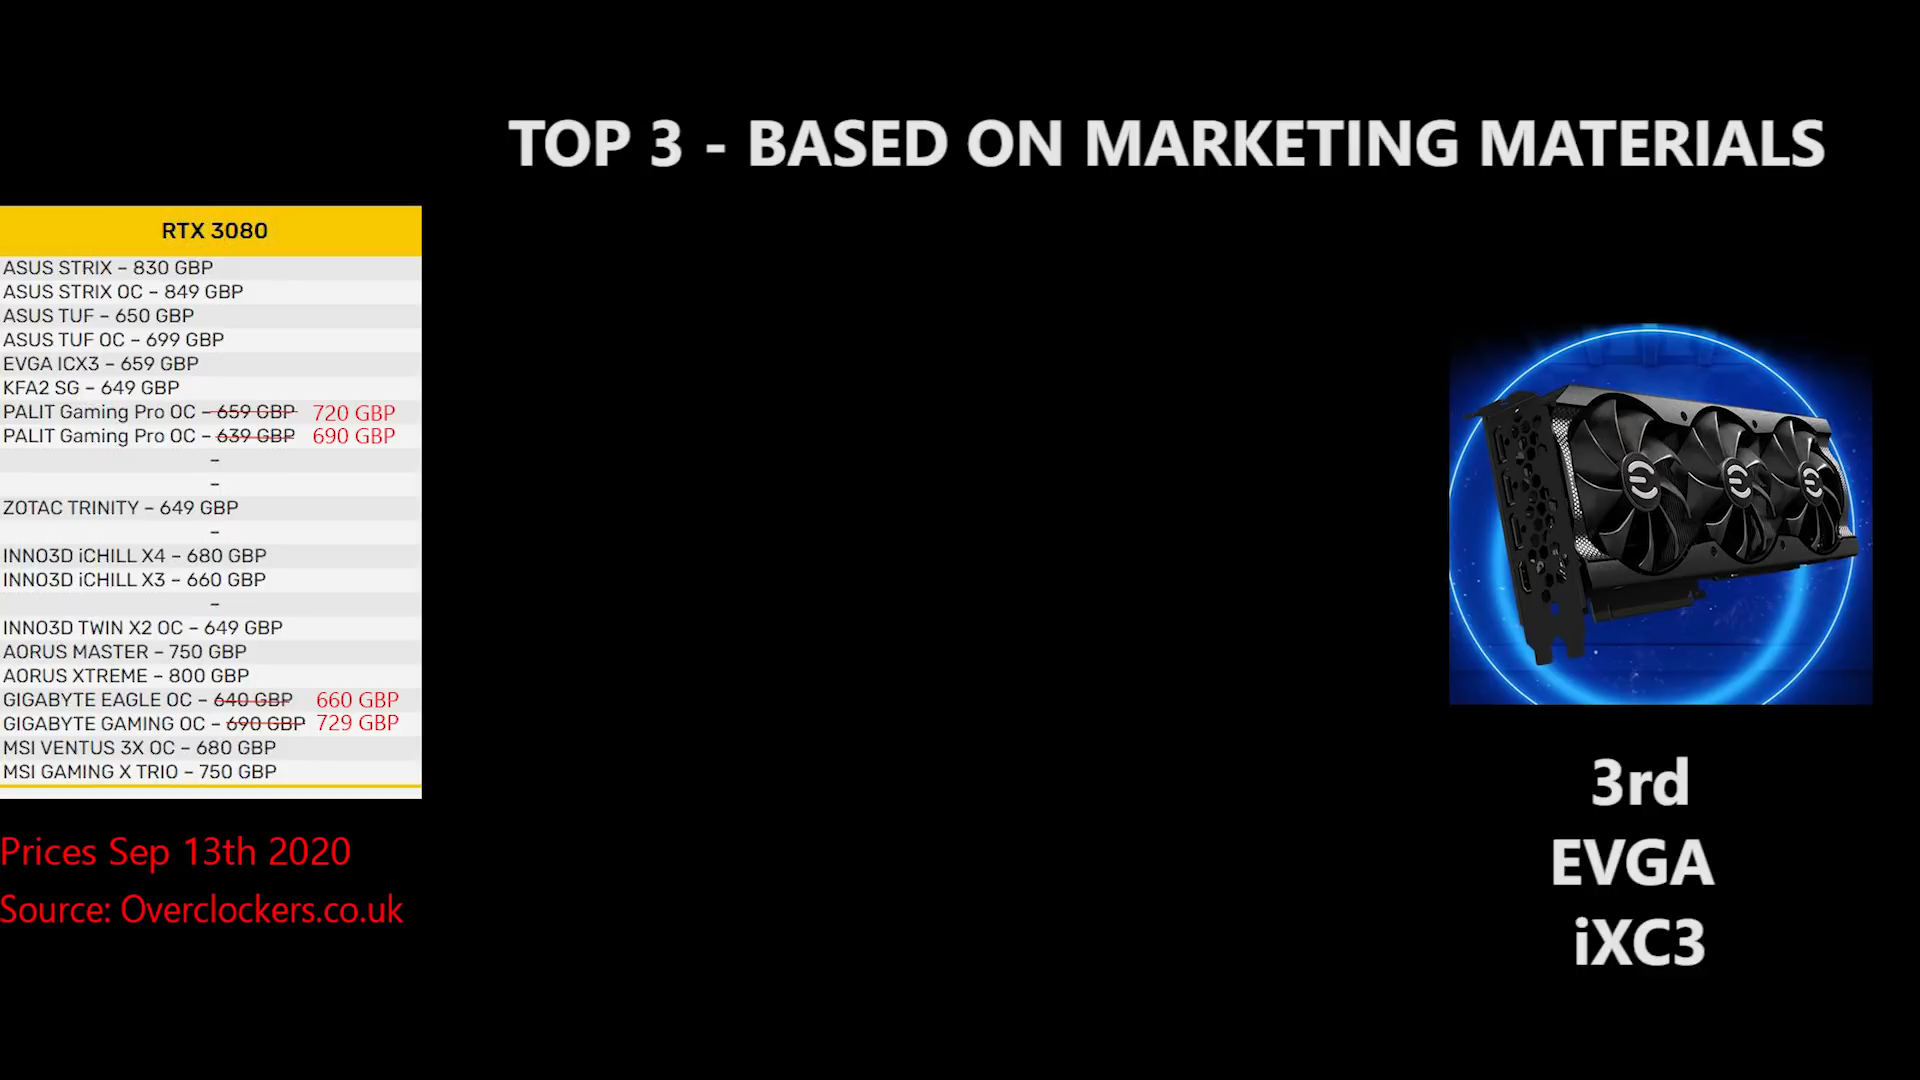 TOP 3 - BASED ON MARKETING MATERIALS
RTX 3080
ASUS STRIX – 830 GBP
ASUS STRIX OC – 849 GBP
ASUS TUF – 650 GBP
ASUS TUF OC – 699 GBP
EVGA ICX3 – 659 GBP
KFA2 SG – 649 GBP
PALIT Gaming Pro OC – 659 GBP 720 GBP
PALIT Gaming Pro OC – 639 GBP 690 GBP
–
–
ZOTAC TRINITY – 649 GBP
–
INNO3D iCHILL X4 – 680 GBP
INNO3D iCHILL X3 – 660 GBP
–
INNO3D TWIN X2 OC – 649 GBP
AORUS MASTER – 750 GBP
AORUS XTREME – 800 GBP
GIGABYTE EAGLE OC – 640 GBP 660 GBP
GIGABYTE GAMING OC – 690 GBP 729 GBP
MSI VENTUS 3X OC – 680 GBP
MSI GAMING X TRIO – 750 GBP
Prices Sep 13th 2020
Source: Overclockers.co.uk
3rd
EVGA
iXC3